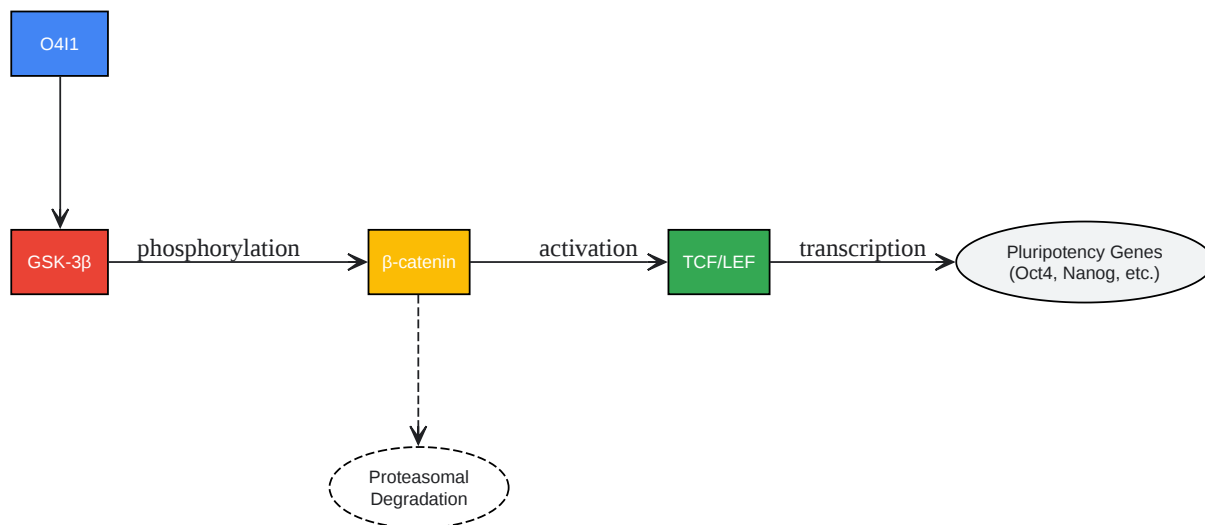 O4I1
GSK-3β
phosphorylation
β-catenin
activation
TCF/LEF
transcription
Pluripotency Genes
(Oct4, Nanog, etc.)
Proteasomal
Degradation